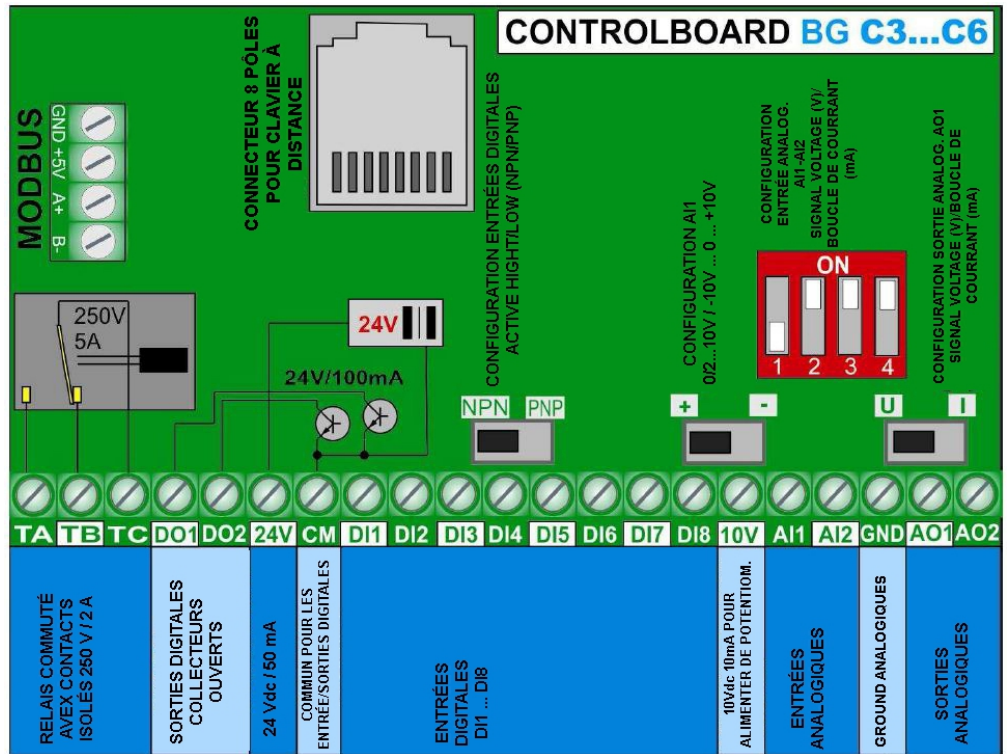 CONTROLBOARD BG C3...C6
MODBUS
GND
+5V
A+
B-
CONNECTEUR 8 PÔLES
POUR CLAVIER À
DISTANCE
CONFIGURATION ENTRÉES DIGITALES
ACTIVE HIGHT/LOW (NPN/PNP)
CONFIGURATION AI1
0/2...10V / -10V ... 0 ... +10V
CONFIGURATION
ENTRÉE ANALOG.
AI1-AI2
SIGNAL VOLTAGE (V)/
BOUCLE DE COURRANT
(mA)
CONFIGURATION SORTIE ANALOG. AO1
SIGNAL VOLTAGE (V)/BOUCLE DE
COURRANT (mA)
ON
1 2 3 4
250V
5A
24V
24V/100mA
NPN PNP
+ -
U I
TA TB TC DO1 DO2 24V CM DI1 DI2 DI3 DI4 DI5 DI6 DI7 DI8 10V AI1 AI2 GND AO1 AO2
RELAIS COMMUTÉ
AVEX CONTACTS
ISOLÉS 250 V / 2 A
SORTIES DIGITALES
COLLECTEURS
OUVERTS
24 Vdc / 50 mA
COMMUN POUR LES
ENTRÉE/SORTIES DIGITALES
ENTRÉES
DIGITALES
DI1 ... DI8
10Vdc 10mA POUR
ALIMENTER DE POTENTIOM.
ENTRÉES
ANALOGIQUES
GROUND ANALOGIQUES
SORTIES
ANALOGIQUES